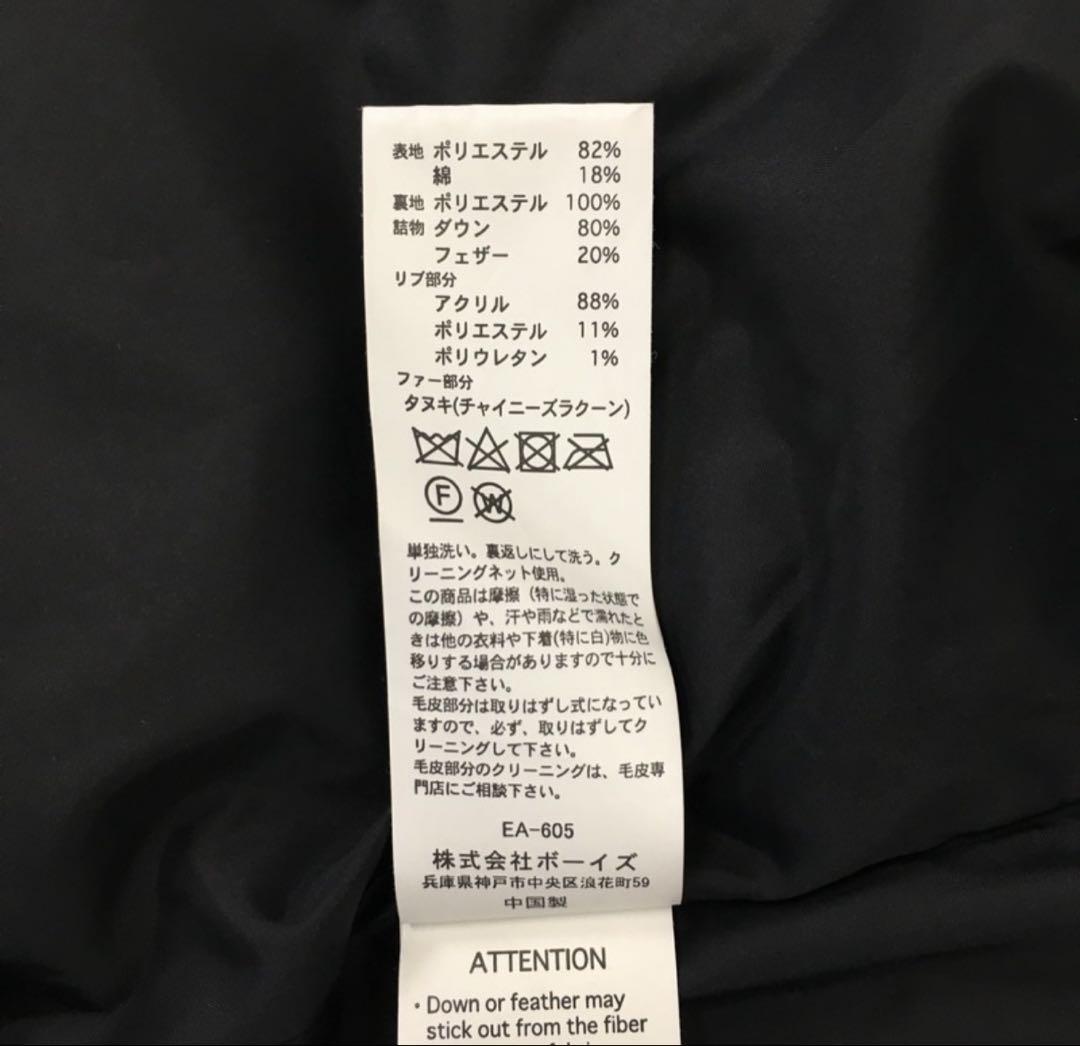 表地 ポリエステル 82%
綿 18%
裏地 ポリエステル 100%
詰物 ダウン 80%
フェザー 20%
リブ部分
アクリル 88%
ポリエステル 11%
ポリウレタン 1%
ファー部分
タヌキ(チャイニーズラクーン)
F W
単独洗い。裏返しにして洗う。ク
リーニングネット使用。
この商品は摩擦（特に湿った状態で
の摩擦）や、汗や雨などで濡れたと
きは他の衣料や下着(特に白)物に色
移りする場合がありますので十分に
ご注意下さい。
毛皮部分は取りはずし式になってい
ますので、必ず、取りはずしてク
リーニングして下さい。
毛皮部分のクリーニングは、毛皮専
門店にご相談下さい。
EA-605
株式会社ボーイズ
兵庫県神戸市中央区浪花町59
中国製
ATTENTION
・Down or feather may
stick out from the fiber